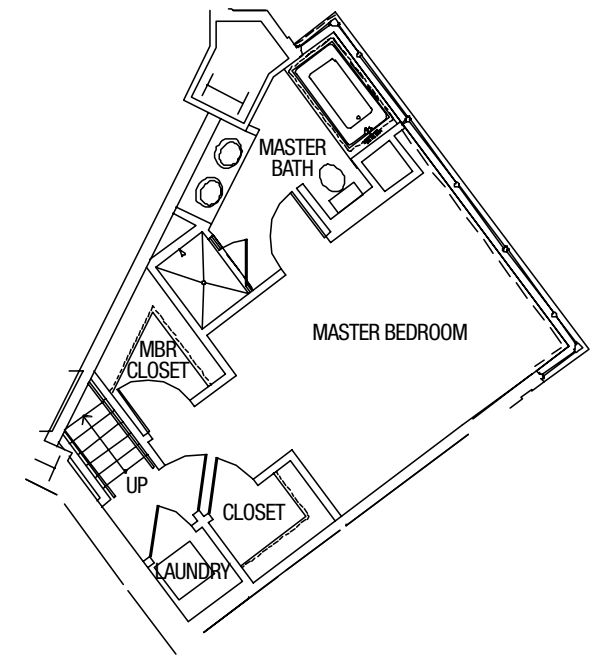 MASTER
BATH
MASTER BEDROOM
MBR
CLOSET
UP
CLOSET
LAUNDRY